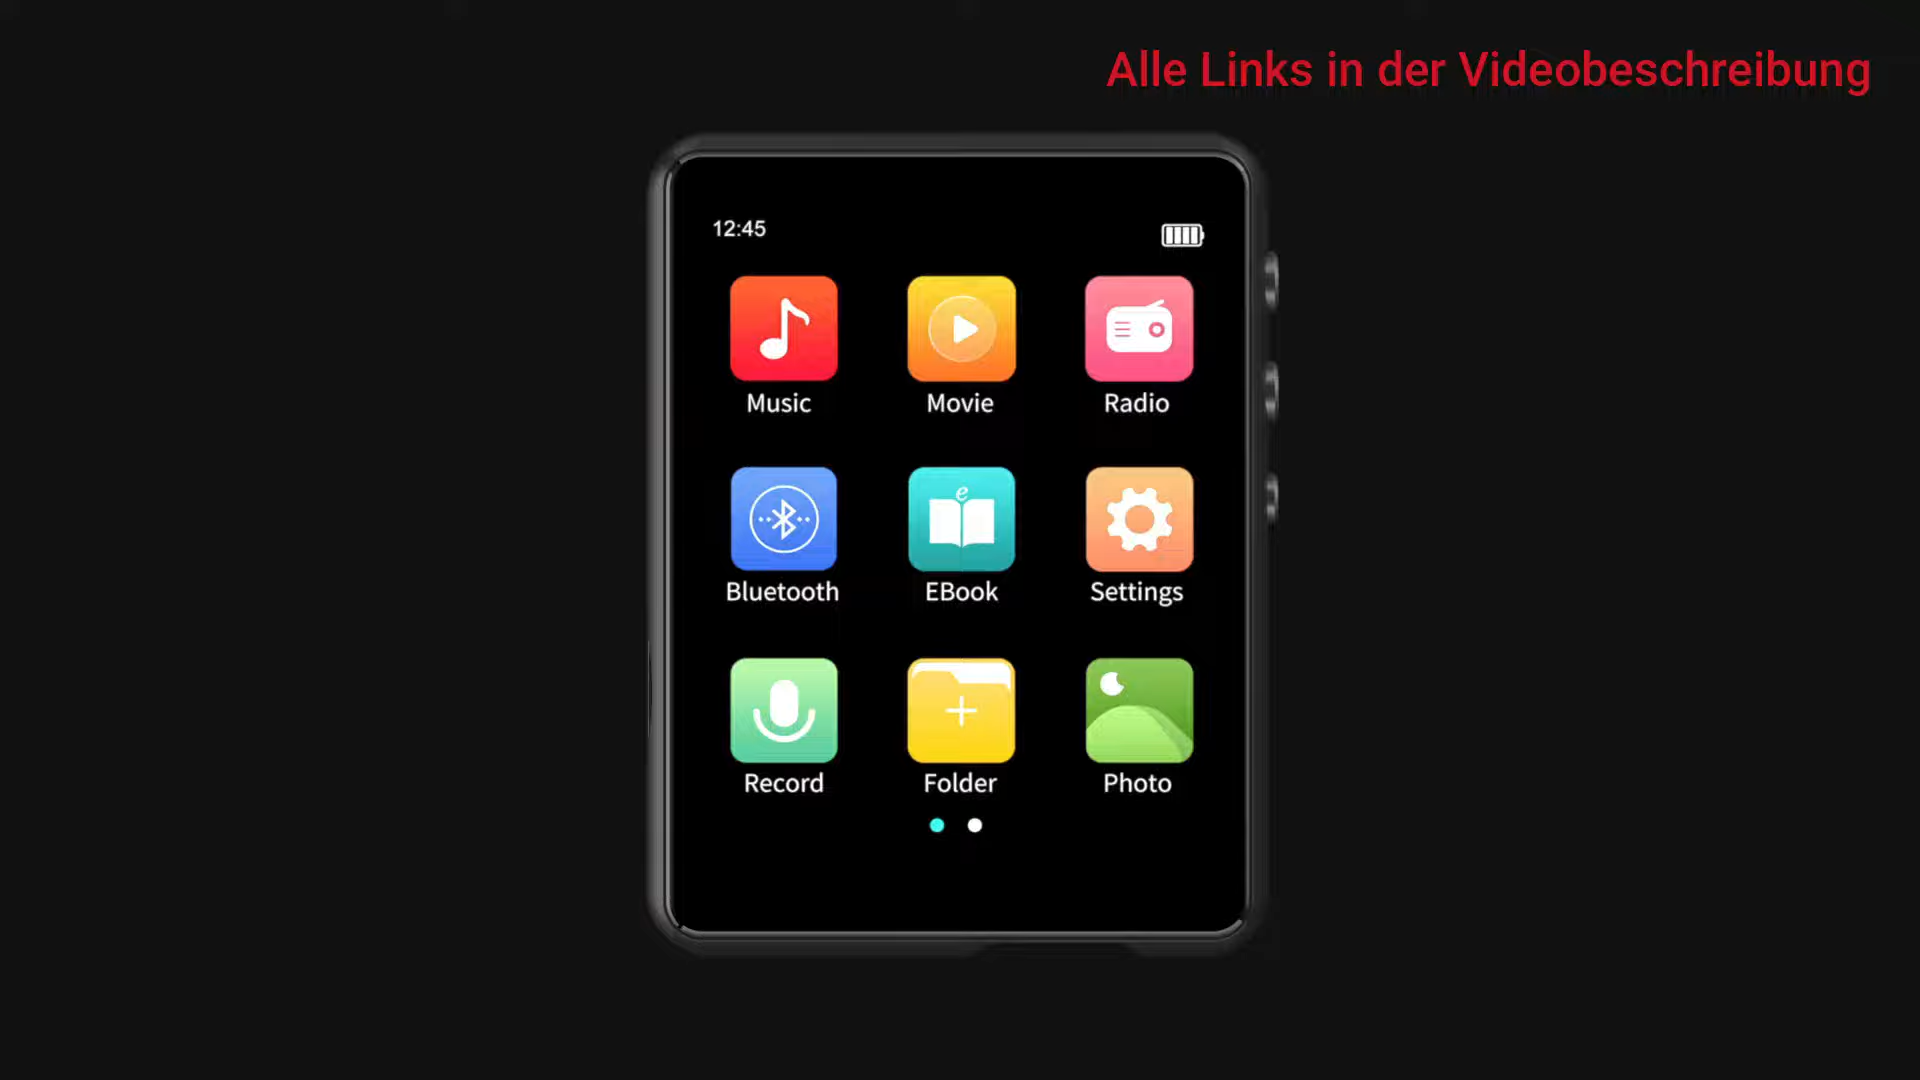 Alle Links in der Videobeschreibung
12:45
Music Movie Radio
Bluetooth EBook Settings
Record Folder Photo